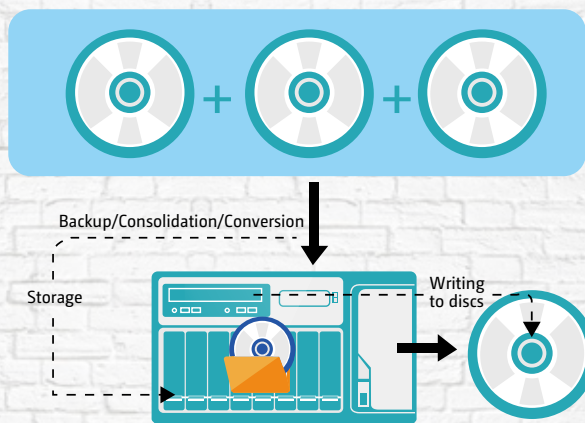 + +
Backup/Consolidation/Conversion
Storage
Writing
to discs